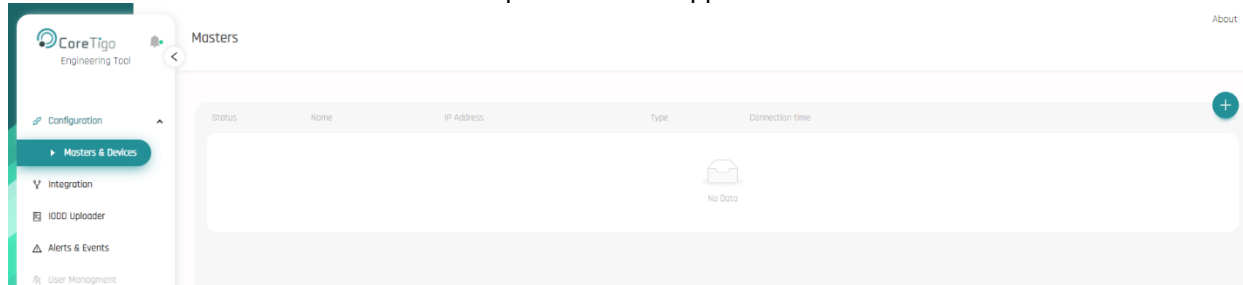 About
CoreTigo
Engineering Tool
Masters
Configuration
Masters & Devices
Integration
IODD Uploader
Alerts & Events
User Managment
Status Name IP Address Type Connection time
No Data